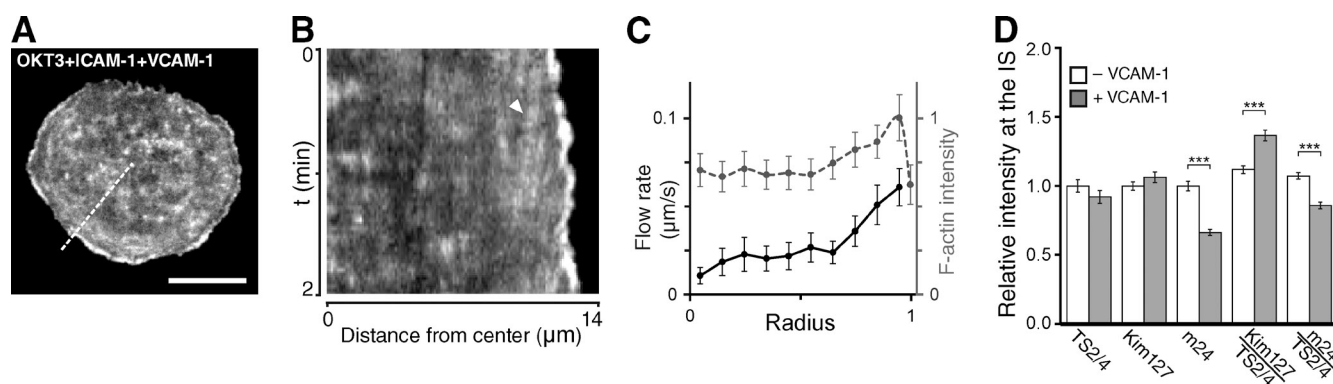 A
OKT3+ICAM-1+VCAM-1
B
0
t (min)
2
0
14
Distance from center (µm)
C
0.1
0
Flow rate
(µm/s)
1
0
F-actin intensity
0
1
Radius
D
2.0
1.5
1.0
0.5
0.0
Relative intensity at the IS
– VCAM-1
+ VCAM-1
***
***
***
TS2/4
Kim127
m24
Kim127
TS2/4
m24
TS2/4